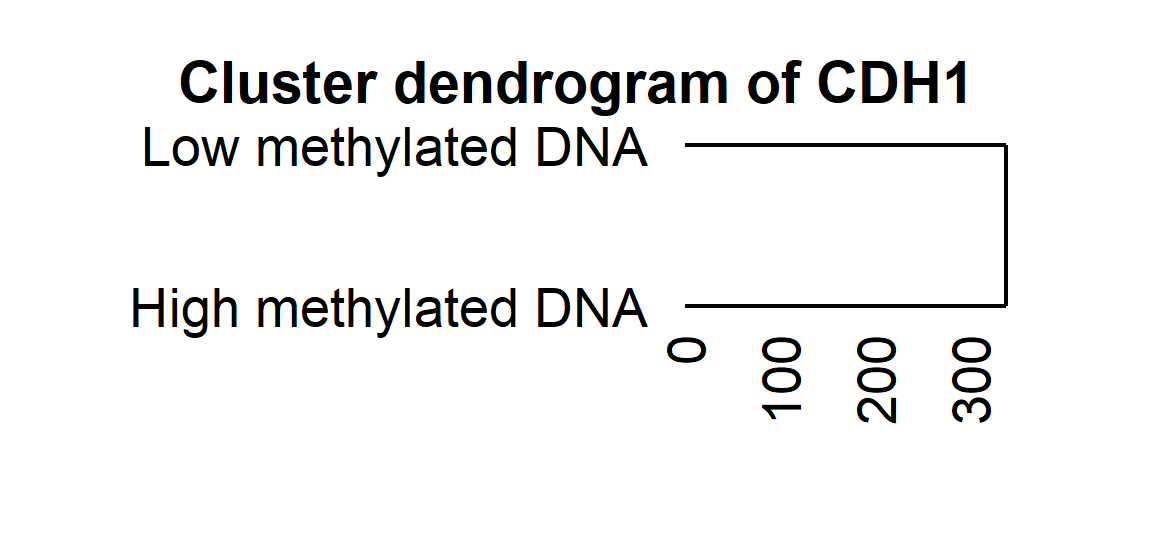 Cluster dendrogram of CDH1
Low methylated DNA
High methylated DNA
0
100
200
300